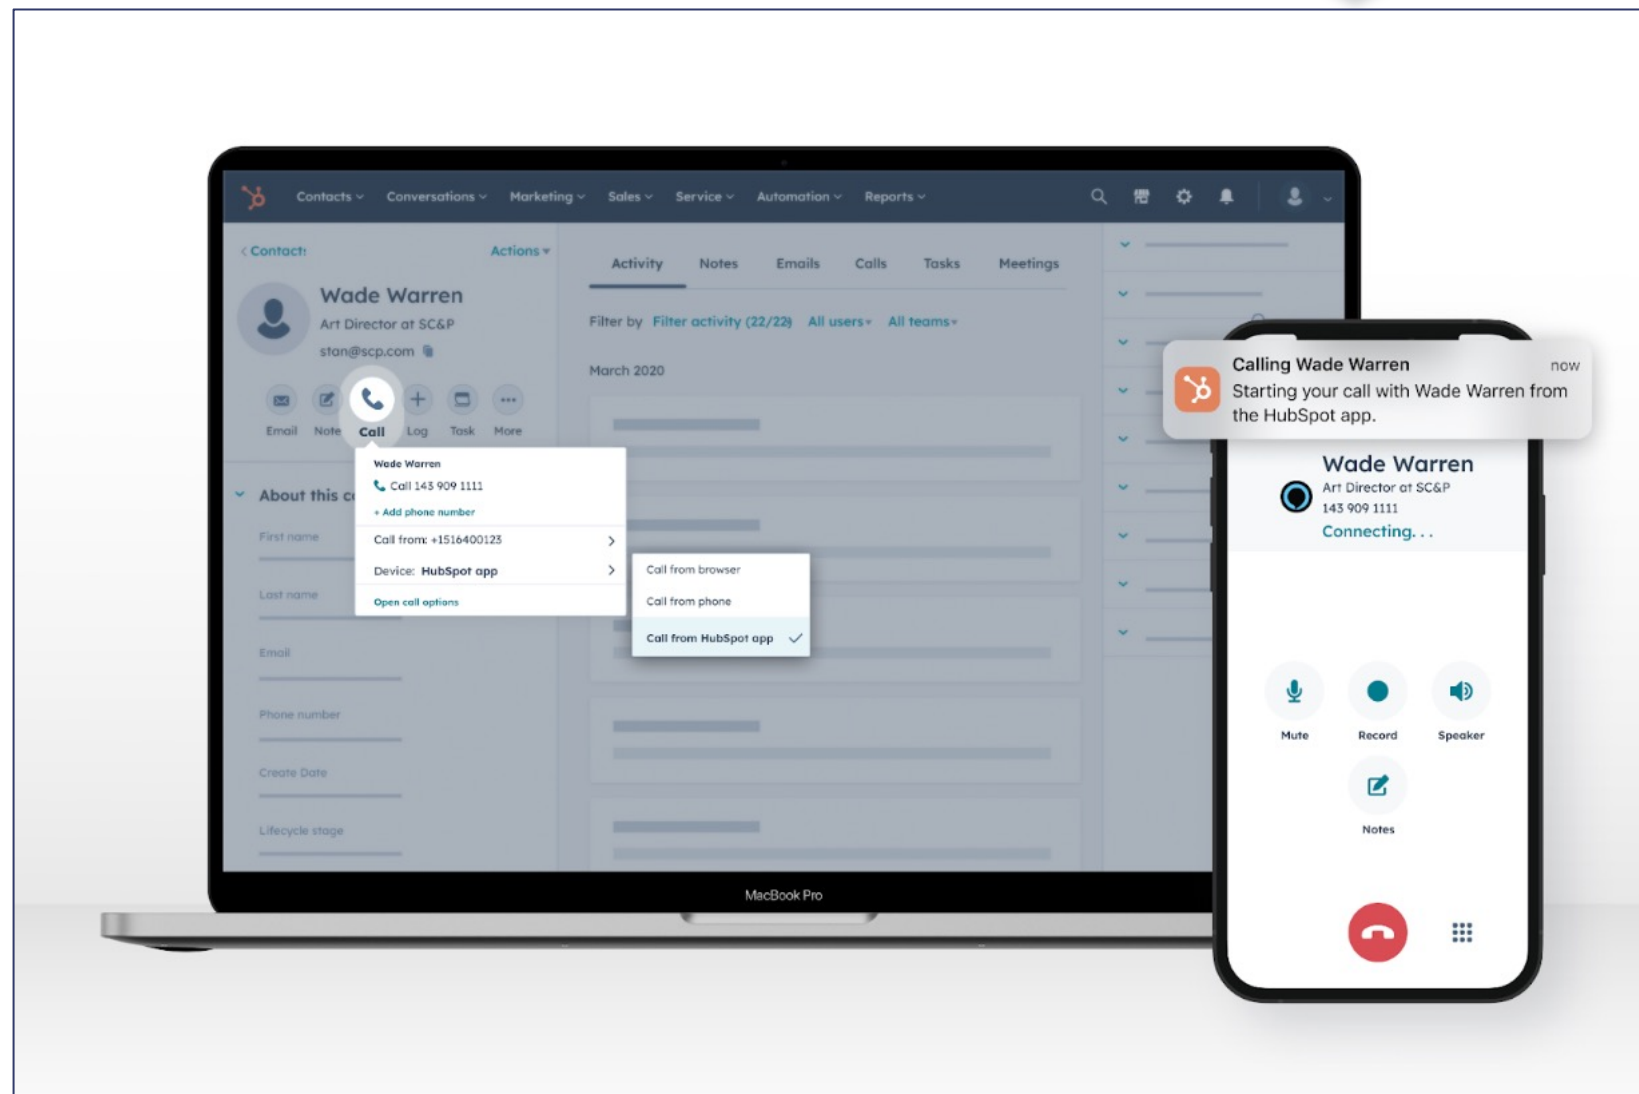 Contacts Conversations Marketing Sales Service Automation Reports
Contact
Actions
Wade Warren
Art Director at SC&P
stan@scp.com
Email Note Call Log Task More
Wade Warren
Call 143 909 1111
+ Add phone number
Call from: +1516400123
Device: HubSpot app
Open call options
Call from browser
Call from phone
Call from HubSpot app
About this
First name
Last name
Email
Phone number
Create Date
Lifecycle stage
Activity Notes Emails Calls Tasks Meetings
Filter by Filter activity (22/22) All users All teams
March 2020
MacBook Pro
Calling Wade Warren now
Starting your call with Wade Warren from
the HubSpot app.
Wade Warren
Art Director at SC&P
143 909 1111
Connecting. . .
Mute Record Speaker
Notes